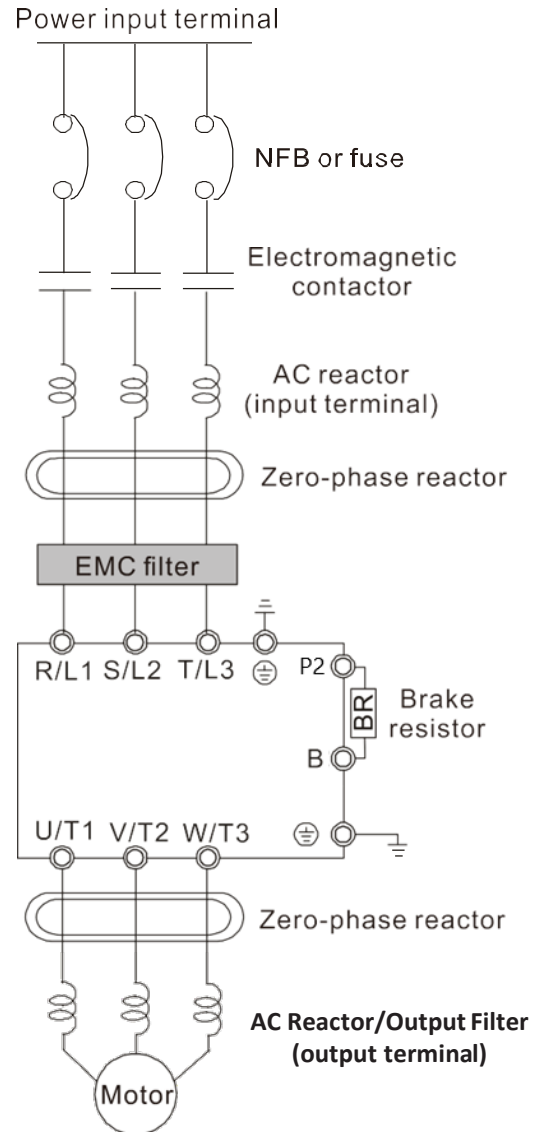 Power input terminal
NFB or fuse
Electromagnetic
contactor
AC reactor
(input terminal)
Zero-phase reactor
EMC filter
R/L1 S/L2 T/L3
P2
BR
Brake
resistor
B
U/T1 V/T2 W/T3
Zero-phase reactor
AC Reactor/Output Filter
(output terminal)
Motor